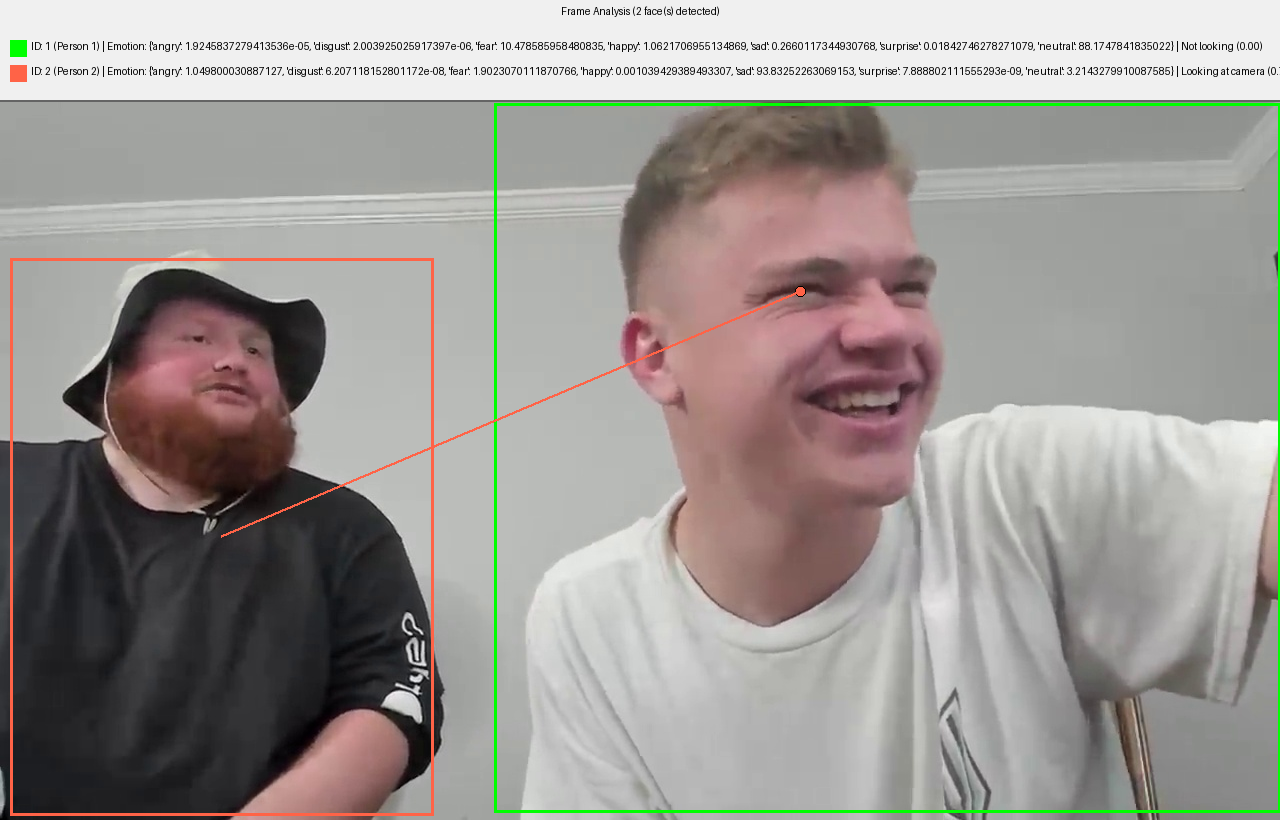 Frame Analysis (2 face(s) detected)
ID: 1 (Person 1) | Emotion: {'angry': 1.9245837279413536e-05, 'disgust': 2.003925025917397e-06, 'fear': 10.478585958480835, 'happy': 1.0621706955134869, 'sad': 0.2660117344930768, 'surprise': 0.01842746278271079, 'neutral': 88.1747841835022} | Not looking (0.00)
ID: 2 (Person 2) | Emotion: {'angry': 1.049800030887127, 'disgust': 6.207118152801172e-08, 'fear': 1.9023070111870766, 'happy': 0.001039429389493307, 'sad': 93.83252263069153, 'surprise': 7.888802111555293e-09, 'neutral': 3.2143279910087585} | Looking at camera (0.